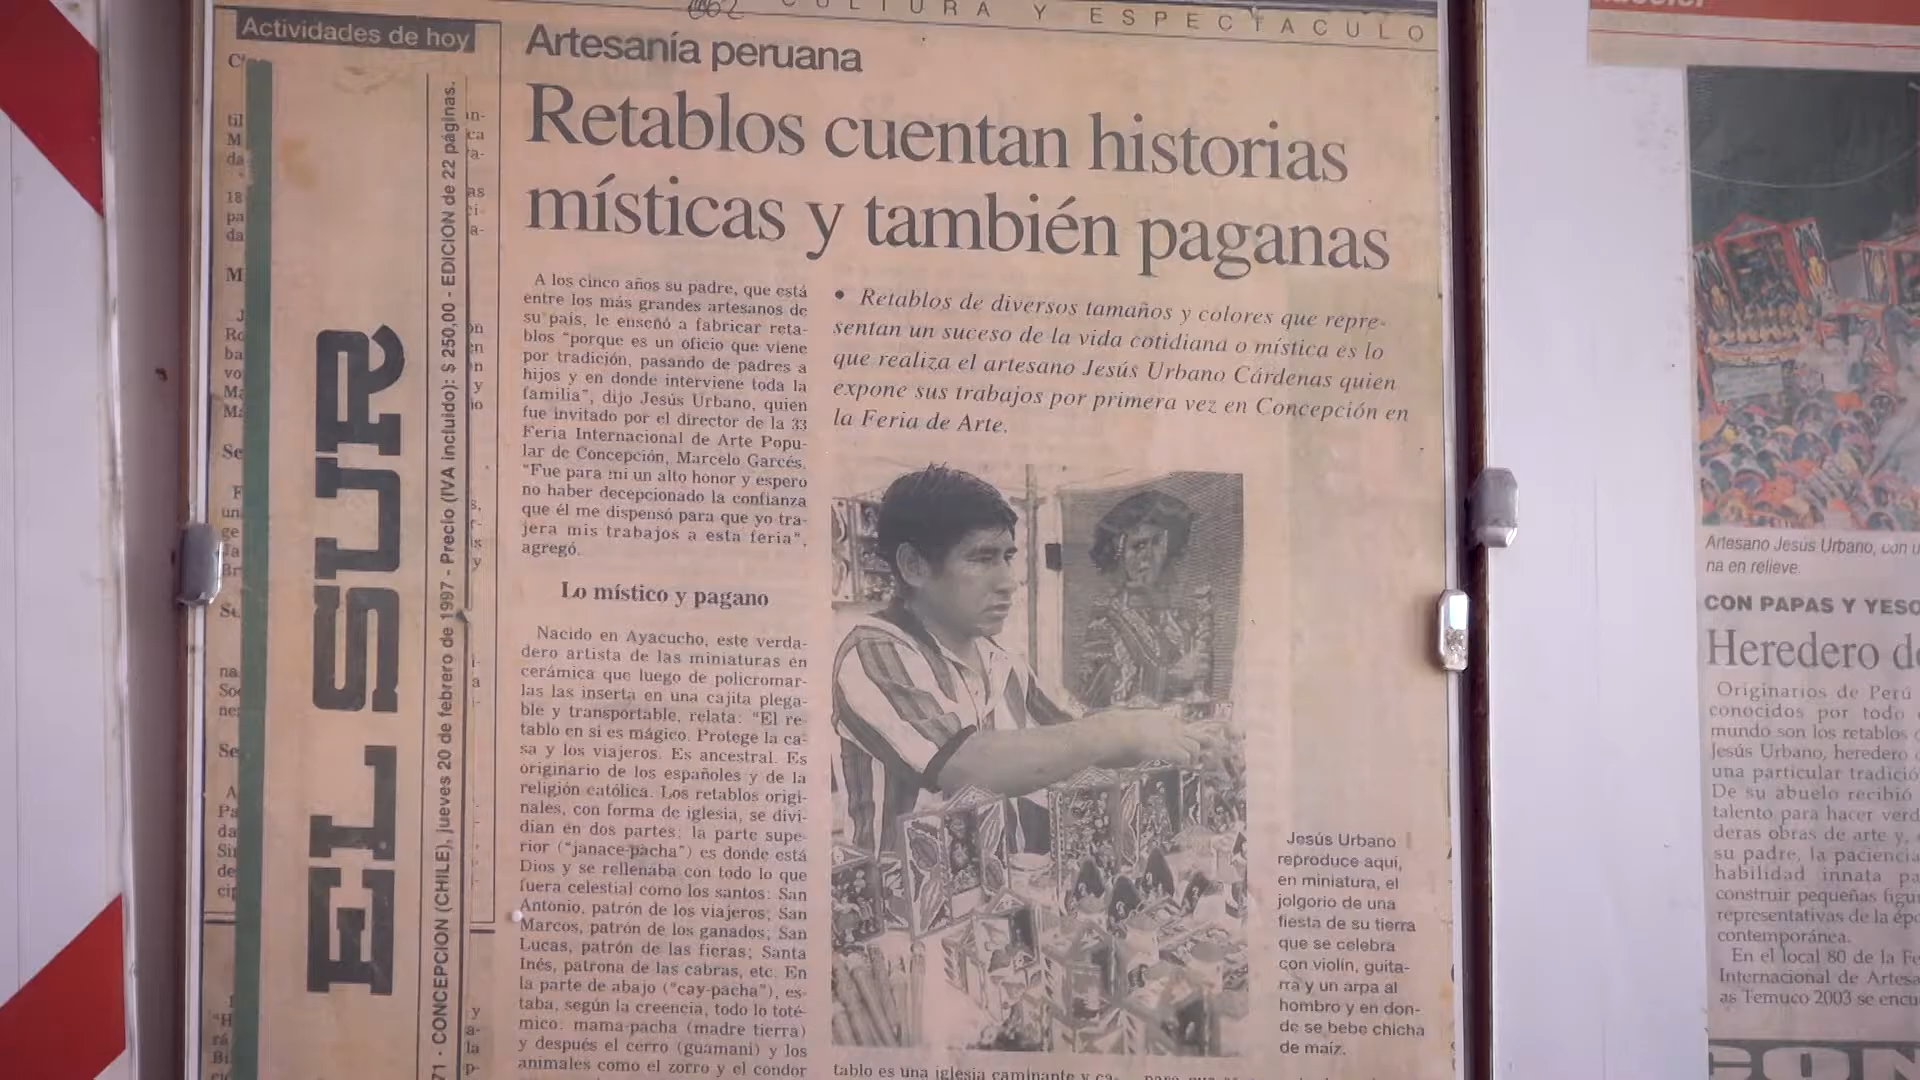 Y ESPECTACULO
Actividades de hoy
EL SUR
CONCEPCION (CHILE), jueves 20 de febrero de 1997 - Precio (IVA incluido): $ 250,00 - EDICION de 22 páginas.
Artesanía peruana
Retablos cuentan historias
místicas y también paganas
A los cinco años su padre, que está
entre los más grandes artesanos de
su país, le enseñó a fabricar reta-
blos "porque es un oficio que viene
por tradición, pasando de padres a
hijos y en donde interviene toda la
familia", dijo Jesús Urbano, quien
fue invitado por el director de la 33
Feria Internacional de Arte Popu-
lar de Concepción, Marcelo Garcés.
"Fue para mi un alto honor y espero
no haber decepcionado la confianza
que él me dispensó para que yo tra-
jera mis trabajos a esta feria",
agregó.
Lo místico y pagano
Nacido en Ayacucho, este verda-
dero artista de las miniaturas en
cerámica que luego de policromar-
las las inserta en una cajita plega-
ble y transportable, relata: "El re-
tablo en si es mágico. Protege la ca-
sa y los viajeros. Es ancestral. Es
originario de los españoles y de la
religión católica. Los retablos origi-
nales, con forma de iglesia, se divi-
dian en dos partes: la parte supe-
rior ("janace-pacha") es donde está
Dios y se rellenaba con todo lo que
fuera celestial como los santos: San
Antonio, patrón de los viajeros; San
Marcos, patrón de los ganados; San
Lucas, patrón de las fieras; Santa
Inés, patrona de las cabras, etc. En
la parte de abajo ("cay-pacha"), es-
taba, según la creencia, todo lo toté-
mico: mama-pacha (madre tierra)
y después el cerro (guamani) y los
animales como el zorro y el condor
• Retablos de diversos tamaños y colores que repre-
sentan un suceso de la vida cotidiana o mística es lo
que realiza el artesano Jesús Urbano Cárdenas quien
expone sus trabajos por primera vez en Concepción en
la Feria de Arte.
Jesús Urbano
reproduce aquí,
en miniatura, el
jolgorio de una
fiesta de su tierra
que se celebra
con violín, guita-
rra y un arpa al
hombro y en don-
de se bebe chicha
de maíz.
tablo es una iglesia caminante y ca-
Artesano Jesús Urbano, con
na en relieve.
CON PAPAS Y YESO
Heredero
Originarios de Perú
conocidos por todo
mundo son los retablos
Jesús Urbano, heredero
una particular tradició
De su abuelo recibió
talento para hacer verd
deras obras de arte y,
su padre, la paciencia
habilidad innata pa
construir pequeñas figu
representativas de la épo
contemporánea.
En el local 80 de la Fe
Internacional de Artesa
as Temuco 2003 se encu